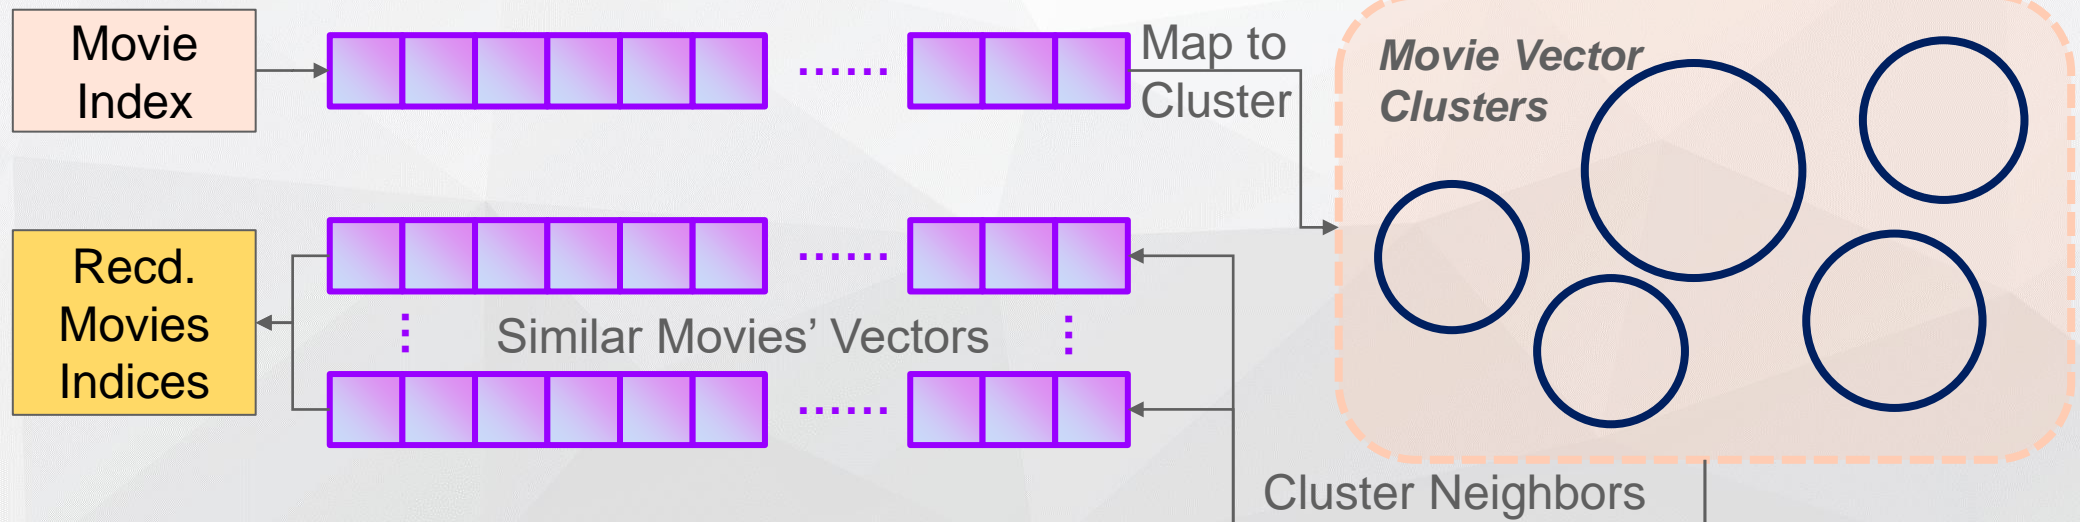 Movie
Index
Map to
Cluster
Movie Vector
Clusters
Recd.
Movies
Indices
Similar Movies’ Vectors
Cluster Neighbors